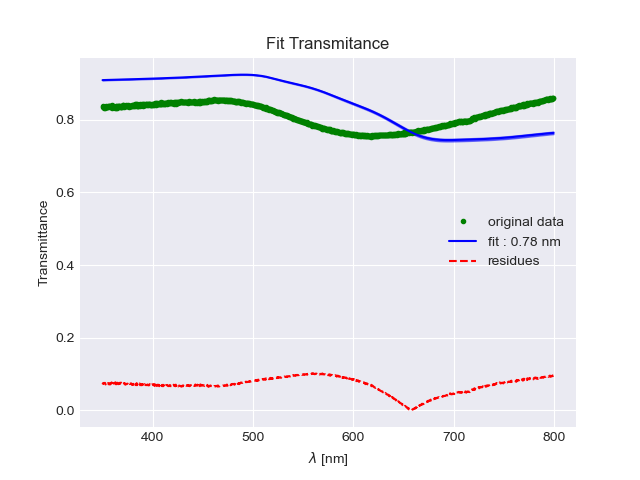 Fit Transmitance
Transmittance
0.8
0.6
0.4
0.2
0.0
original data
fit : 0.78 nm
residues
400 500 600 700 800
λ [nm]